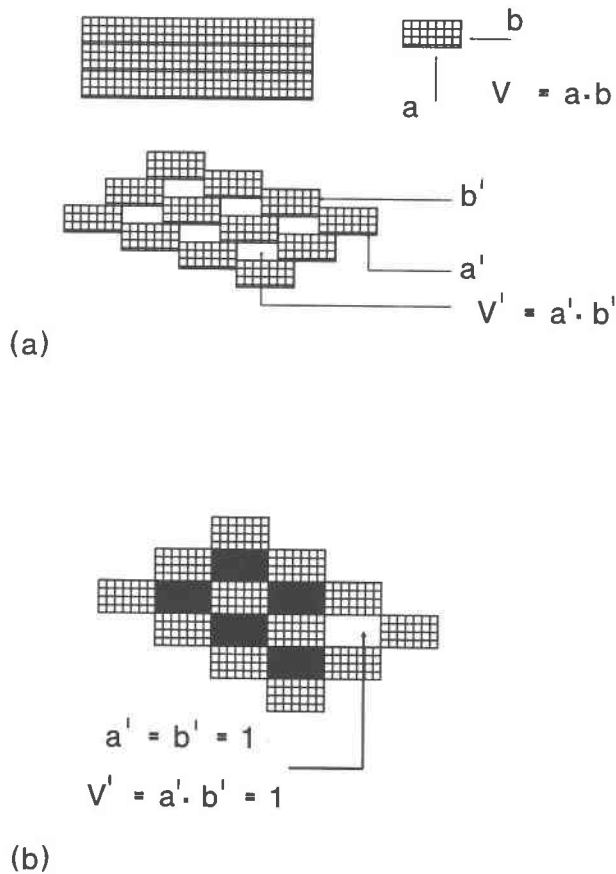 b
a
V = a·b
b'
a'
V' = a'· b'
(a)
a' = b' = 1
V' = a'· b' = 1
(b)